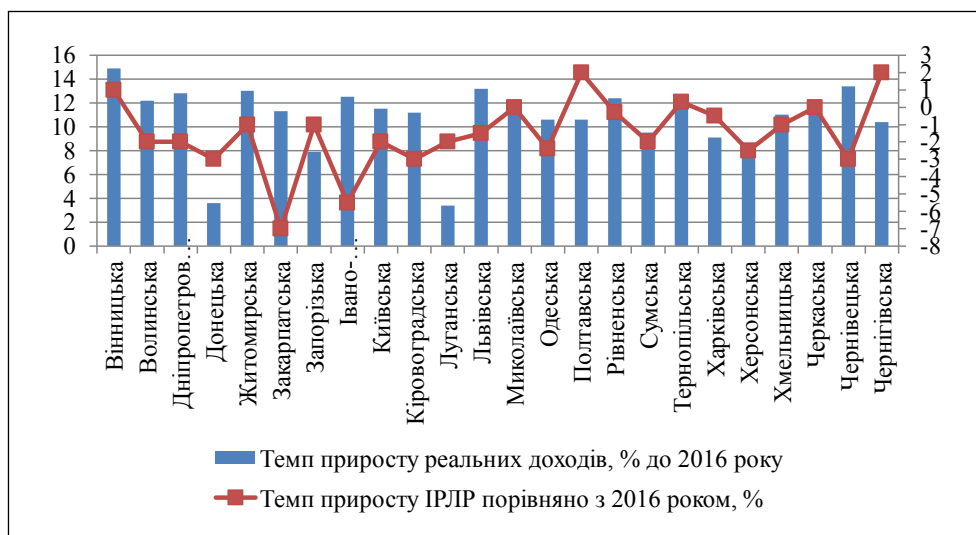 16
14
12
10
8
6
4
2
0
3
2
1
0
-1
-2
-3
-4
-5
-6
-7
-8
Вінницька
Волинська
Дніпропетров…
Донецька
Житомирська
Закарпатська
Запорізька
Івано-…
Київська
Кіровоградська
Луганська
Львівська
Миколаївська
Одеська
Полтавська
Рівненська
Сумська
Тернопільська
Харківська
Херсонська
Хмельницька
Черкаська
Чернівецька
Чернігівська
Темп приросту реальних доходів, % до 2016 року
Темп приросту ІРЛР порівняно з 2016 роком, %